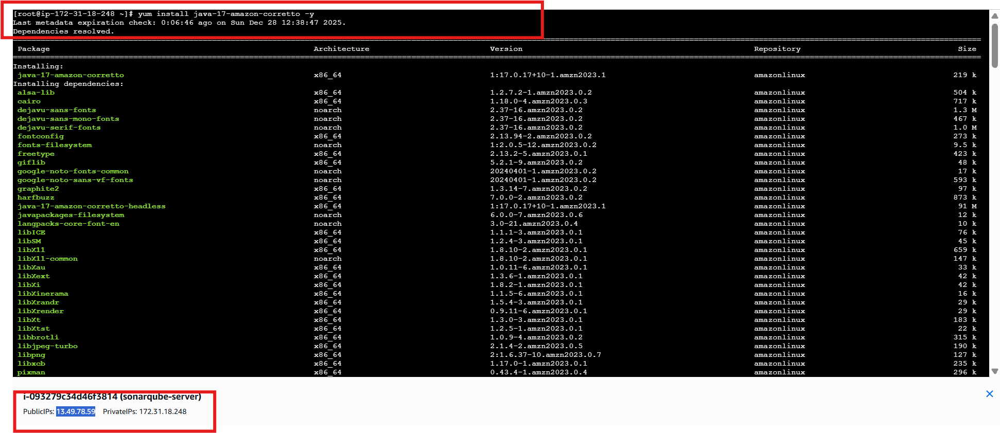 [root@ip-172-31-18-248 ~]# yum install java-17-amazon-corretto -y
Last metadata expiration check: 0:06:46 ago on Sun Dec 28 12:38:47 2025.
Dependencies resolved.
Package Architecture Version Repository Size
Installing:
java-17-amazon-corretto x86_64 1:17.0.17+10-1.amzn2023.1 amazonlinux 219 k
Installing dependencies:
alsa-lib x86_64 1.2.7.2-1.amzn2023.0.2 amazonlinux 504 k
cairo x86_64 1.18.0-4.amzn2023.0.3 amazonlinux 717 k
dejavu-sans-fonts noarch 2.37-16.amzn2023.0.2 amazonlinux 1.3 M
dejavu-sans-mono-fonts noarch 2.37-16.amzn2023.0.2 amazonlinux 467 k
dejavu-serif-fonts noarch 2.37-16.amzn2023.0.2 amazonlinux 1.0 M
fontconfig x86_64 2.13.94-2.amzn2023.0.2 amazonlinux 273 k
fonts-filesystem noarch 1:2.0.5-12.amzn2023.0.2 amazonlinux 9.5 k
freetype x86_64 2.13.2-5.amzn2023.0.1 amazonlinux 423 k
giflib x86_64 5.2.1-9.amzn2023.0.2 amazonlinux 48 k
google-noto-fonts-common noarch 20240401-1.amzn2023.0.2 amazonlinux 17 k
google-noto-sans-vf-fonts noarch 20240401-1.amzn2023.0.2 amazonlinux 593 k
graphite2 x86_64 1.3.14-7.amzn2023.0.2 amazonlinux 97 k
harfbuzz x86_64 7.0.0-2.amzn2023.0.2 amazonlinux 873 k
java-17-amazon-corretto-headless x86_64 1:17.0.17+10-1.amzn2023.1 amazonlinux 91 M
javapackages-filesystem noarch 6.0.0-7.amzn2023.0.6 amazonlinux 12 k
langpacks-core-font-en noarch 3.0-21.amzn2023.0.4 amazonlinux 10 k
libICE x86_64 1.1.1-3.amzn2023.0.1 amazonlinux 76 k
libSM x86_64 1.2.4-3.amzn2023.0.1 amazonlinux 45 k
libX11 x86_64 1.8.10-2.amzn2023.0.1 amazonlinux 659 k
libX11-common noarch 1.8.10-2.amzn2023.0.1 amazonlinux 147 k
libXau x86_64 1.0.11-6.amzn2023.0.1 amazonlinux 33 k
libXext x86_64 1.3.6-1.amzn2023.0.1 amazonlinux 42 k
libXi x86_64 1.8.2-1.amzn2023.0.1 amazonlinux 42 k
libXinerama x86_64 1.1.5-6.amzn2023.0.1 amazonlinux 16 k
libXrandr x86_64 1.5.4-3.amzn2023.0.1 amazonlinux 29 k
libXrender x86_64 0.9.11-6.amzn2023.0.1 amazonlinux 29 k
libXt x86_64 1.3.0-3.amzn2023.0.1 amazonlinux 183 k
libXtst x86_64 1.2.5-1.amzn2023.0.1 amazonlinux 22 k
libbrotli x86_64 1.0.9-4.amzn2023.0.2 amazonlinux 315 k
libjpeg-turbo x86_64 2.1.4-2.amzn2023.0.5 amazonlinux 190 k
libpng x86_64 2:1.6.37-10.amzn2023.0.7 amazonlinux 127 k
libxcb x86_64 1.17.0-1.amzn2023.0.1 amazonlinux 235 k
pixman x86_64 0.43.4-1.amzn2023.0.4 amazonlinux 296 k
i-093279c34d46f3814 (sonarqube-server)
PublicIPs: 13.49.78.59 PrivateIPs: 172.31.18.248